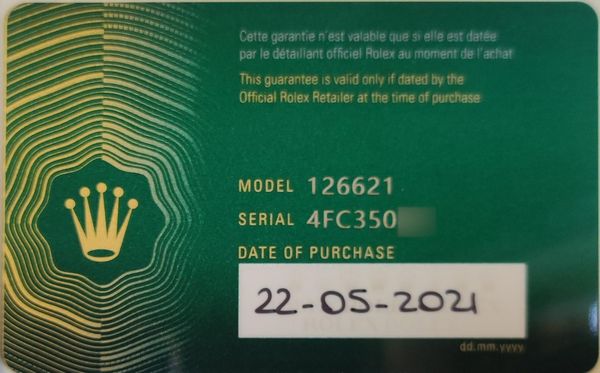 Cette garantie n'est valable que si elle est datée
par le détaillant officiel Rolex au moment de l'achat
This guarantee is valid only if dated by the
Official Rolex Retailer at the time of purchase
MODEL 126621
SERIAL 4FC350
DATE OF PURCHASE
22-05-2021
dd.mm.yyyy